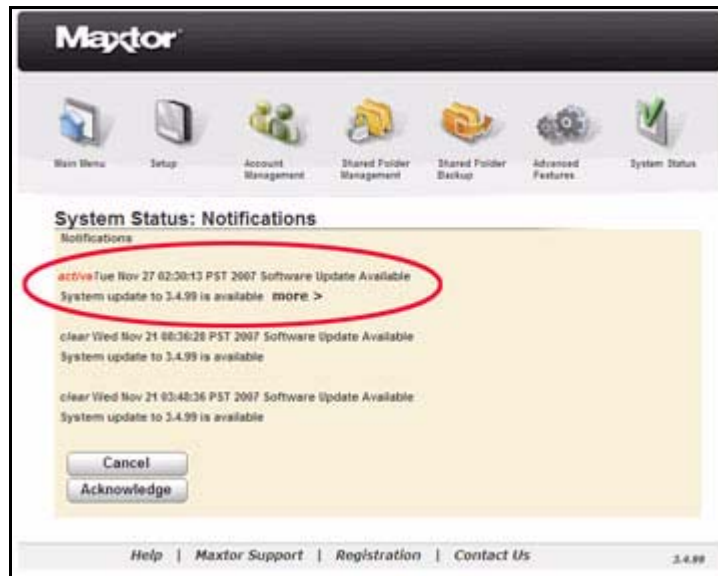 Maxtor
Main Menu
Setup
Account Management
Shared Folder Management
Shared Folder Backup
Advanced Features
System Status
System Status: Notifications
Notifications
active Tue Nov 27 02:30:13 PST 2007 Software Update Available
System update to 3.4.99 is available more >
clear Wed Nov 21 08:36:28 PST 2007 Software Update Available
System update to 3.4.99 is available
clear Wed Nov 21 03:48:36 PST 2007 Software Update Available
System update to 3.4.99 is available
Cancel
Acknowledge
Help | Maxtor Support | Registration | Contact Us